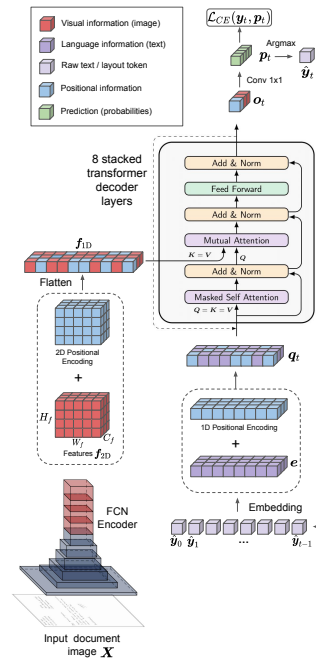 Visual information (image)
Language information (text)
Raw text / layout token
Positional information
Prediction (probabilities)
ℒ_CE(y_t, p_t)
Argmax
p_t
ŷ_t
Conv 1x1
o_t
8 stacked
transformer
decoder
layers
Add & Norm
Feed Forward
Add & Norm
Mutual Attention
K = V
Q
Add & Norm
Masked Self Attention
Q = K = V
f_1D
Flatten
2D Positional
Encoding
+
H_f
W_f
C_f
Features f_2D
q_t
1D Positional Encoding
+
e
Embedding
ŷ_0 ŷ_1 ... ŷ_t−1
FCN
Encoder
Input document
image X